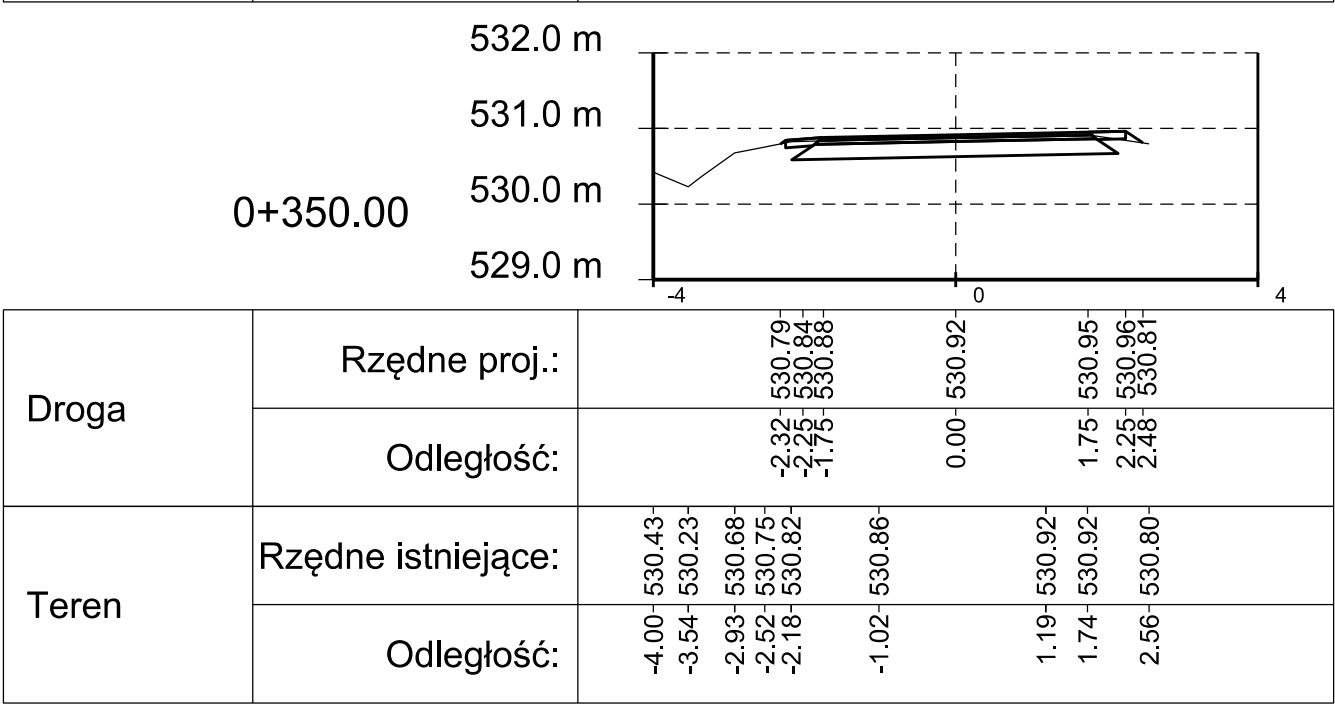 532.0 m
531.0 m
530.0 m
529.0 m
0+350.00
-4 0 4
Droga
Rzędne proj.: 530.79 530.84 530.88 530.92 530.95 530.96 530.81
Odległość: -2.32 -2.25 -1.75 0.00 1.75 2.25 2.48
Teren
Rzędne istniejące: 530.43 530.23 530.68 530.75 530.82 530.86 530.92 530.92 530.80
Odległość: -4.00 -3.54 -2.93 -2.52 -2.18 -1.02 1.19 1.74 2.56